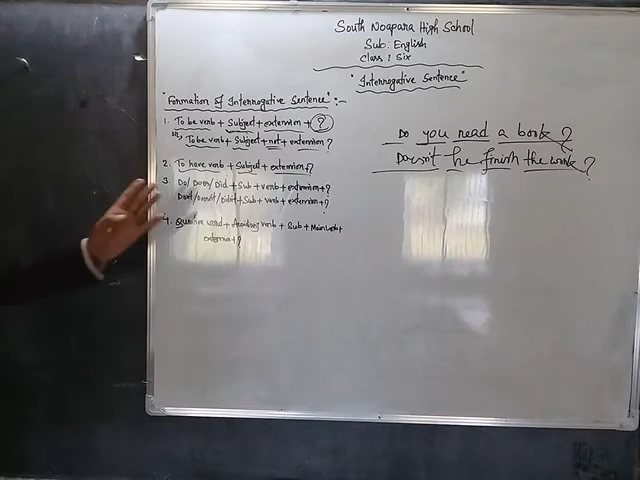 South Noapara High School
Sub: English
Class: Six
"Interrogative Sentence"
"Formation Of Interrogative Sentence":-
1. To be verb + Subject + extension + ?
or, To be verb + Subject + not + extension ?
2. To have verb + Subject + extension + ?
3. Do/Does/Did + Sub + verb + extension + ?
Don't/Doesn't/Didn't + Sub + verb + extension + ?
4. Question word + Auxiliary verb + Sub + Main verb +
extension + ?
Do you read a book ?
Doesn't he finish the work ?